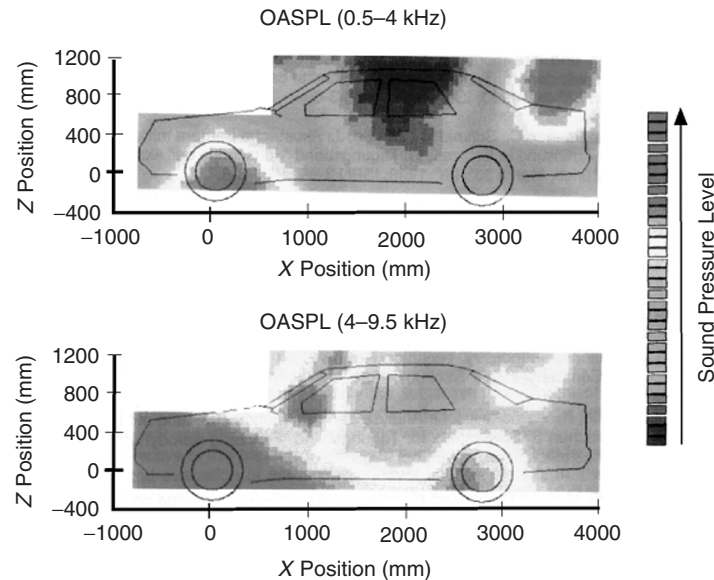 OASPL (0.5–4 kHz)
1200
800
400
0
−400
Z Position (mm)
−1000 0 1000 2000 3000 4000
X Position (mm)
OASPL (4–9.5 kHz)
1200
800
400
0
−400
Z Position (mm)
−1000 0 1000 2000 3000 4000
X Position (mm)
Sound Pressure Level